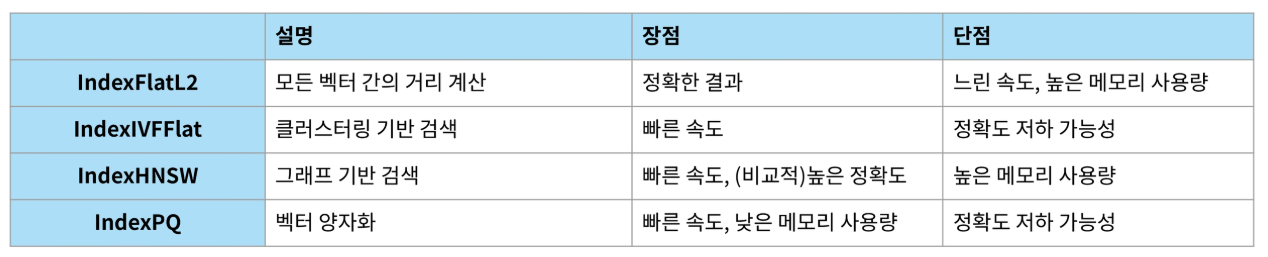 설명 장점 단점
IndexFlatL2 모든 벡터 간의 거리 계산 정확한 결과 느린 속도, 높은 메모리 사용량
IndexIVFFlat 클러스터링 기반 검색 빠른 속도 정확도 저하 가능성
IndexHNSW 그래프 기반 검색 빠른 속도, (비교적)높은 정확도 높은 메모리 사용량
IndexPQ 벡터 양자화 빠른 속도, 낮은 메모리 사용량 정확도 저하 가능성